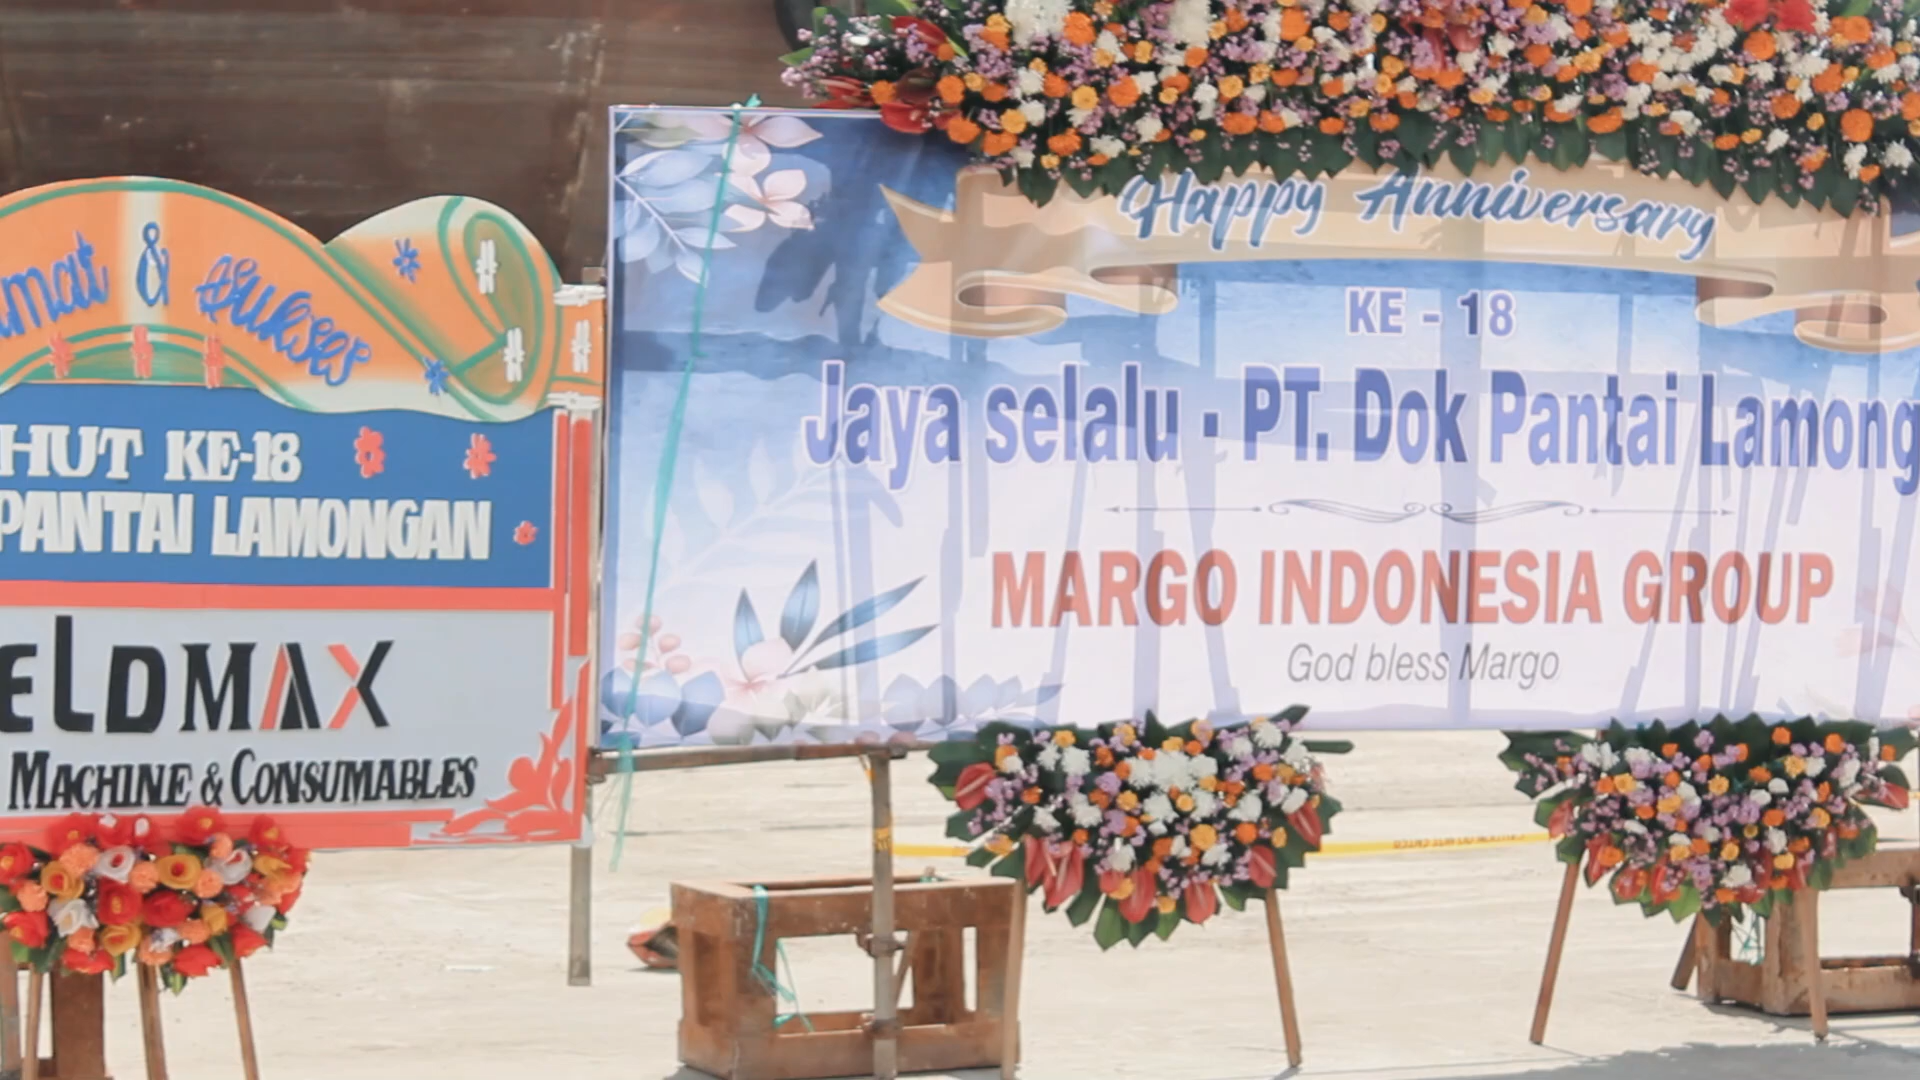 mat & Sukses
HUT KE-18
PANTAI LAMONGAN
ELDMAX
MACHINE & CONSUMABLES
Happy Anniversary
KE - 18
Jaya selalu - PT. Dok Pantai Lamong
MARGO INDONESIA GROUP
God bless Margo